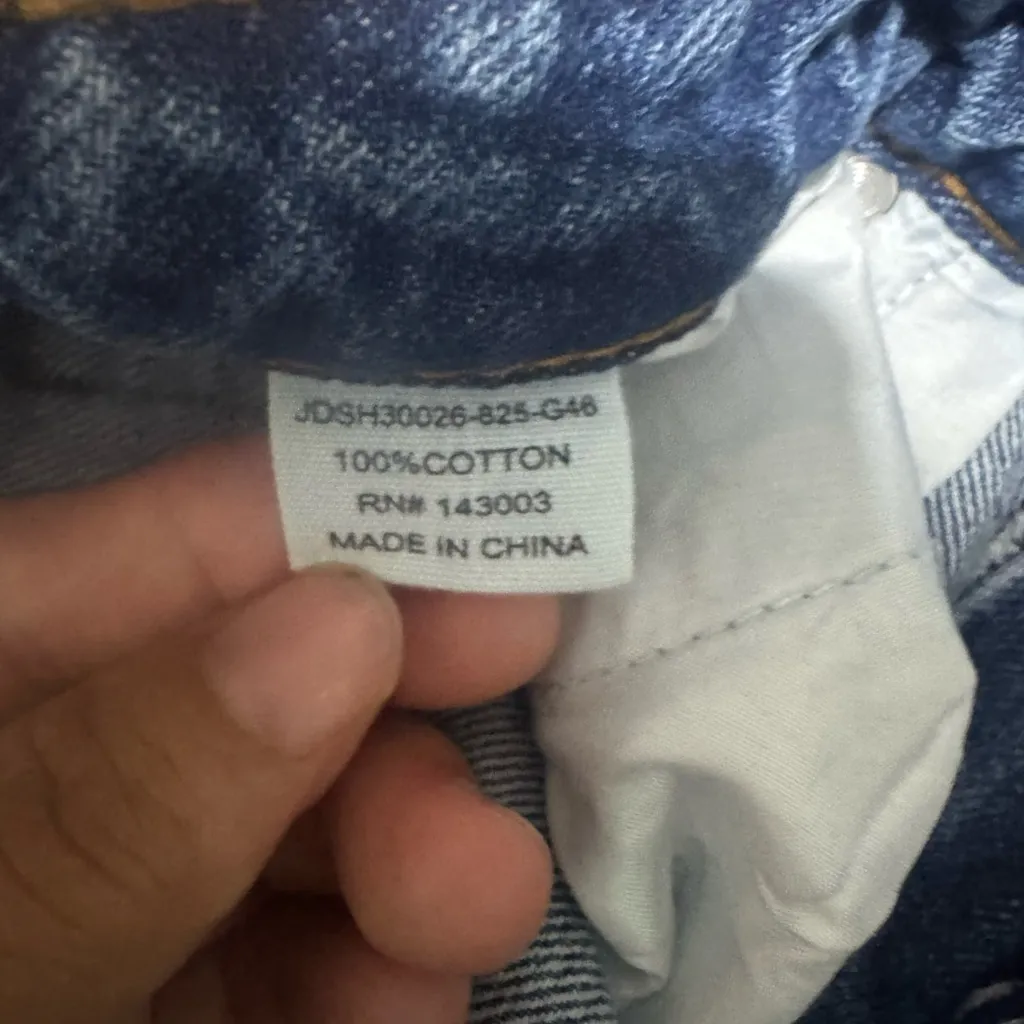 JDSH30026-825-G46
100%COTTON
RN# 143003
MADE IN CHINA